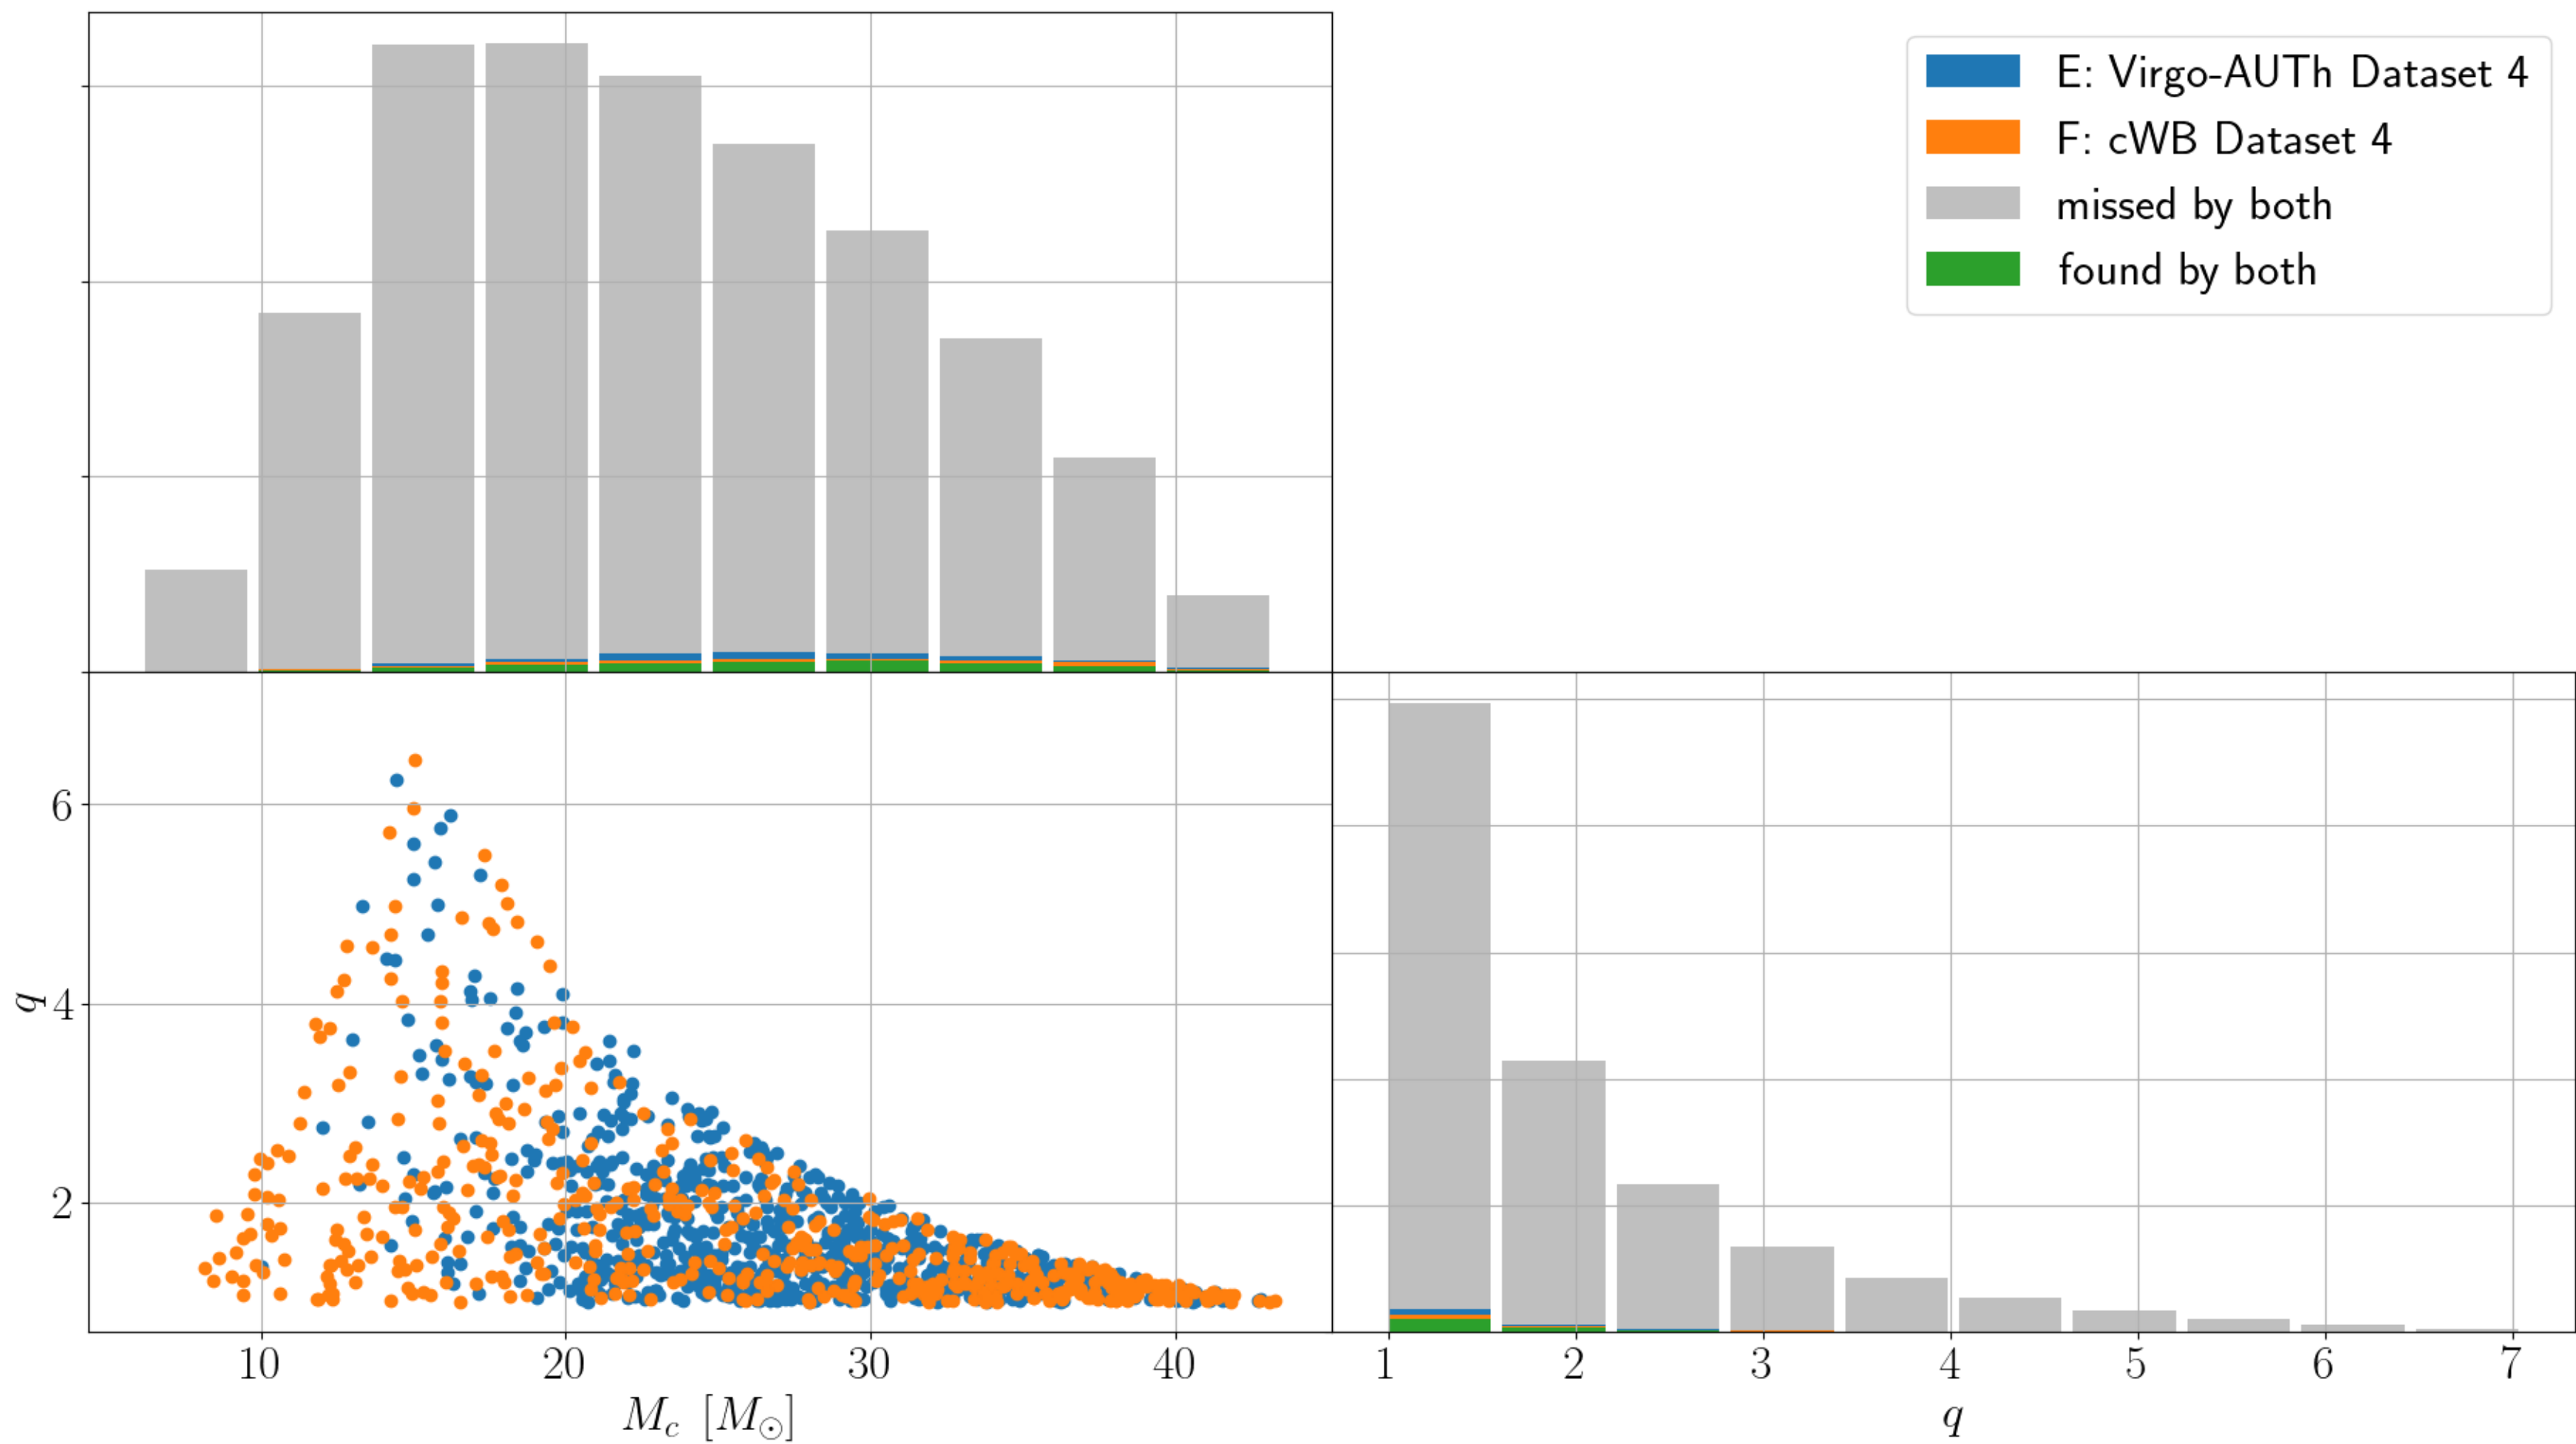 E: Virgo-AUTh Dataset 4
F: cWB Dataset 4
missed by both
found by both
6
4
2
q
10 20 30 40
M_c [M_⊙]
1 2 3 4 5 6 7
q